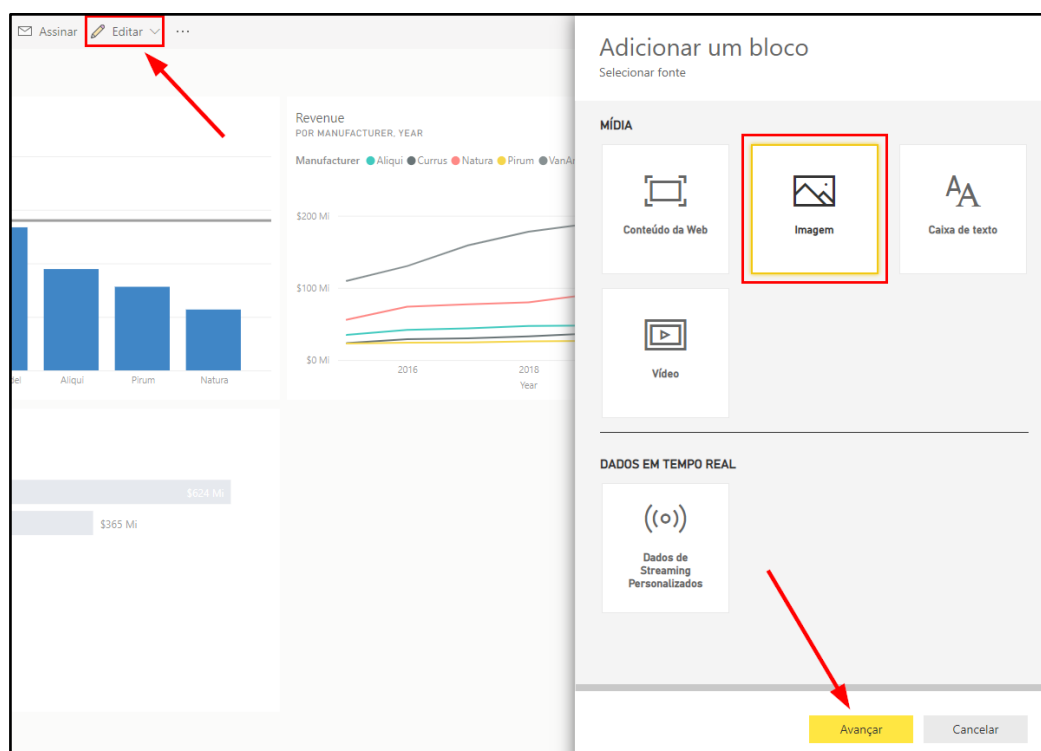 Assinar Editar ...
Adicionar um bloco
Selecionar fonte
Revenue
POR MANUFACTURER, YEAR
Manufacturer Aliqui Currus Natura Pirum VanAr
$200 Mi
$100 Mi
$0 Mi
2016 2018
Year
del Aliqui Pirum Natura
$624 Mi
$365 Mi
MÍDIA
Conteúdo da Web
Imagem
Caixa de texto
Vídeo
DADOS EM TEMPO REAL
Dados de
Streaming
Personalizados
Avançar Cancelar